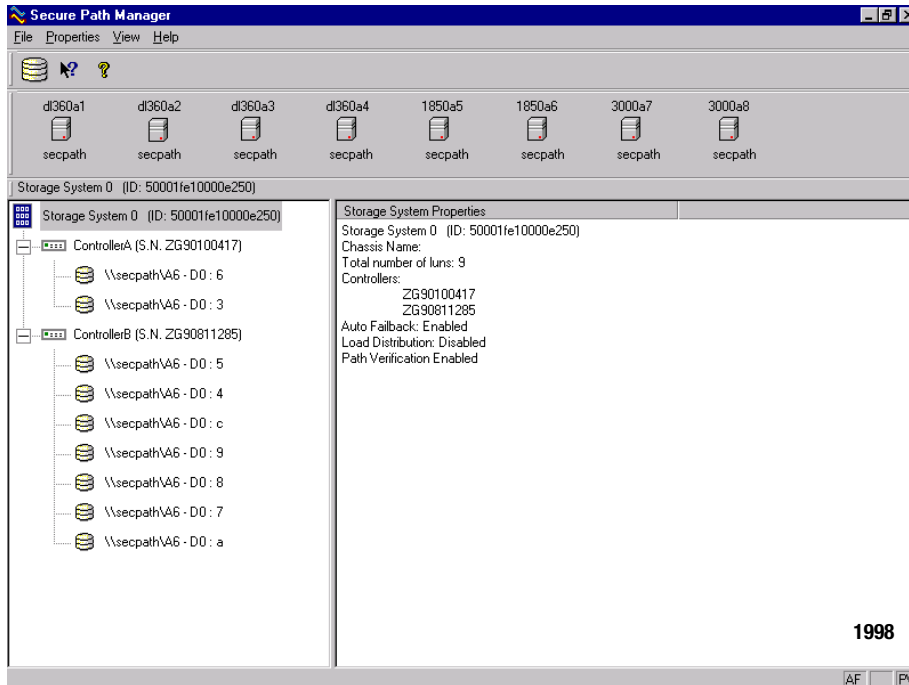 Secure Path Manager
File Properties View Help
dl360a1 dl360a2 dl360a3 dl360a4 1850a5 1850a6 3000a7 3000a8
secpath secpath secpath secpath secpath secpath secpath secpath
Storage System 0 (ID: 50001fe10000e250)
Storage System 0 (ID: 50001fe10000e250)
ControllerA (S.N. ZG90100417)
\\secpath\A6 - D0 : 6
\\secpath\A6 - D0 : 3
ControllerB (S.N. ZG90811285)
\\secpath\A6 - D0 : 5
\\secpath\A6 - D0 : 4
\\secpath\A6 - D0 : c
\\secpath\A6 - D0 : 9
\\secpath\A6 - D0 : 8
\\secpath\A6 - D0 : 7
\\secpath\A6 - D0 : a
Storage System Properties
Storage System 0 (ID: 50001fe10000e250)
Chassis Name:
Total number of luns: 9
Controllers:
ZG90100417
ZG90811285
Auto Failback: Enabled
Load Distribution: Disabled
Path Verification Enabled
1998
AF